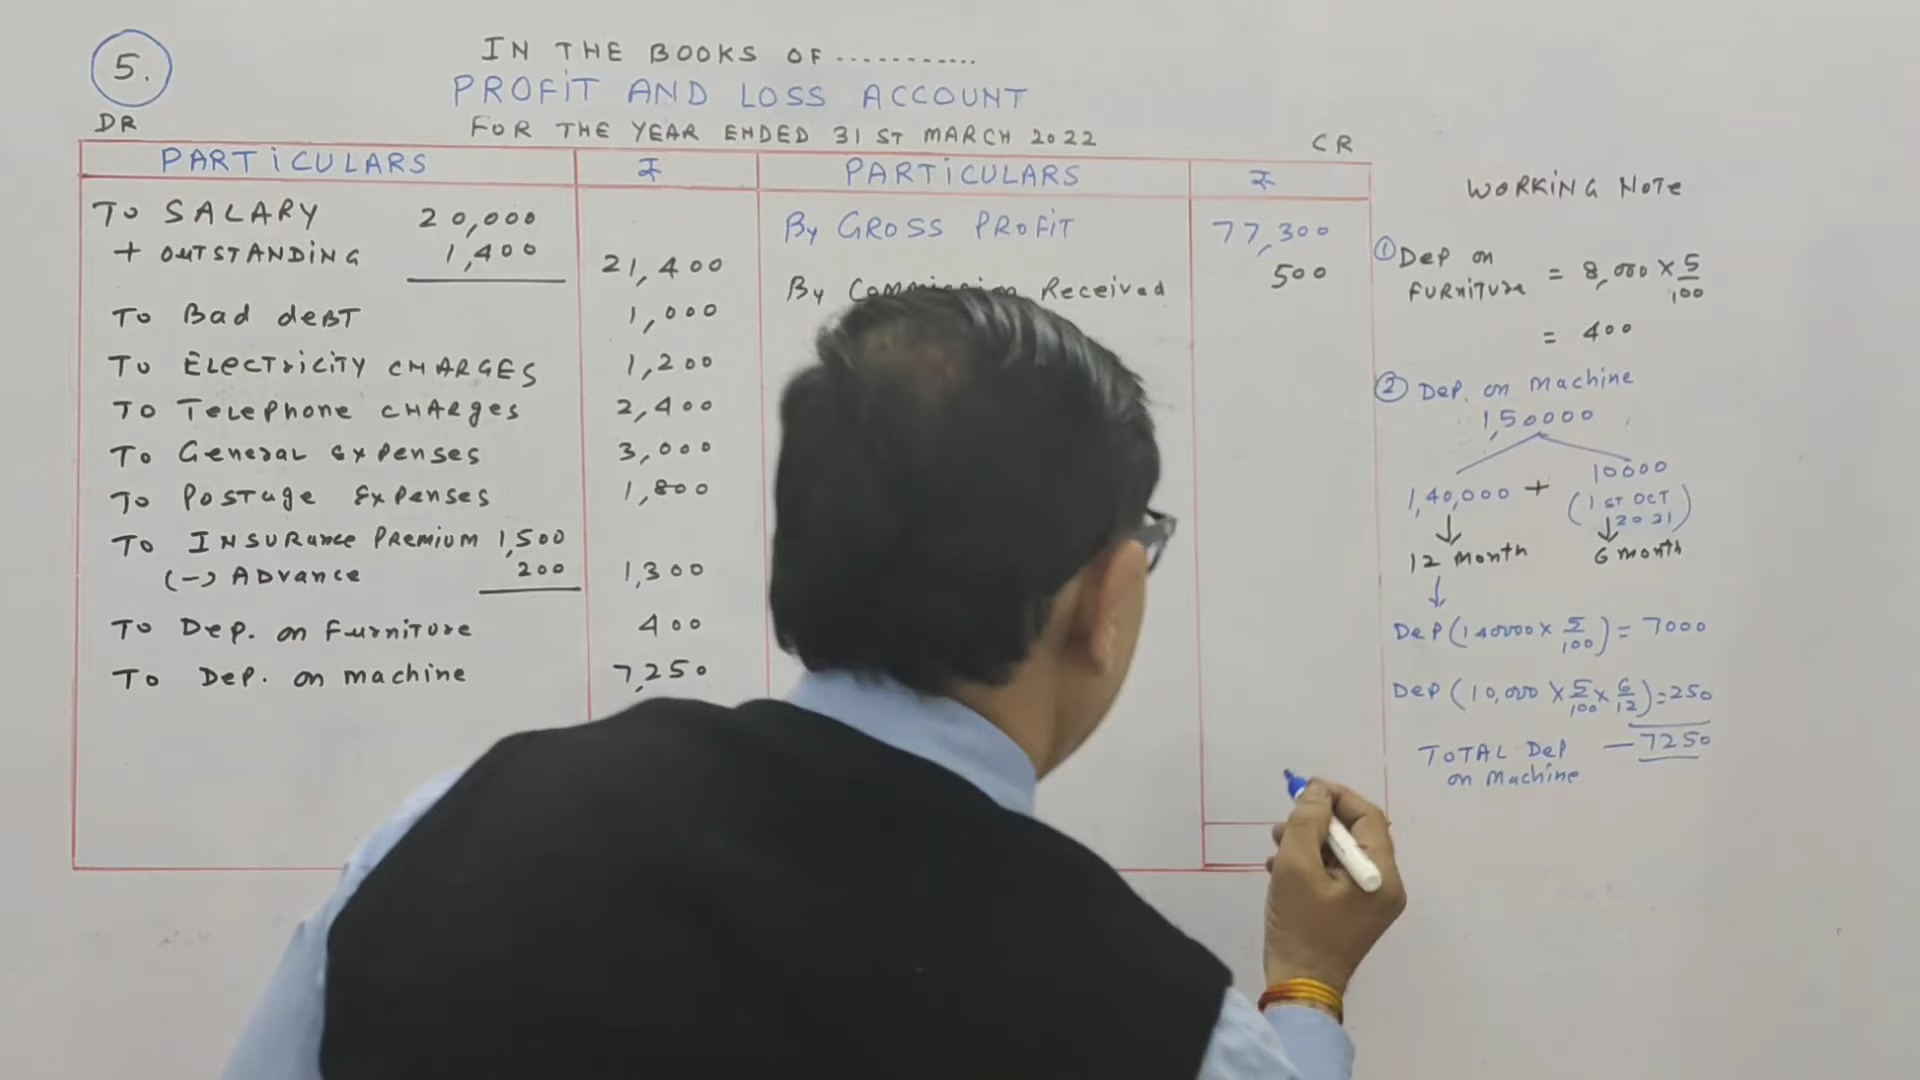 5.
IN THE BOOKS OF ...........
PROFIT AND LOSS ACCOUNT
FOR THE YEAR ENDED 31 ST MARCH 2022
DR
CR
PARTICULARS ₹ PARTICULARS ₹
To SALARY 20,000
+ OUTSTANDING 1,400 21,400
To Bad deBT 1,000
To ELectricity CHARGES 1,200
To Telephone CHARges 2,400
To General Expenses 3,000
To Postage Expenses 1,800
To INSURance PREMIUM 1,500
(-) ADvance 200 1,300
To Dep. on Furniture 400
To Dep. on machine 7,250
By GROSS PROFIT 77,300
By Commission Received 500
WORKING NOTE
① Dep on
FURNITURE = 8,000 × 5/100
= 400
② Dep. on machine
1,50000
1,40,000 + 10000
(1 ST OCT
2021)
12 month 6 month
Dep (140000 × 5/100) = 7000
Dep (10,000 × 5/100 × 6/12) = 250
TOTAL Dep — 7250
on Machine